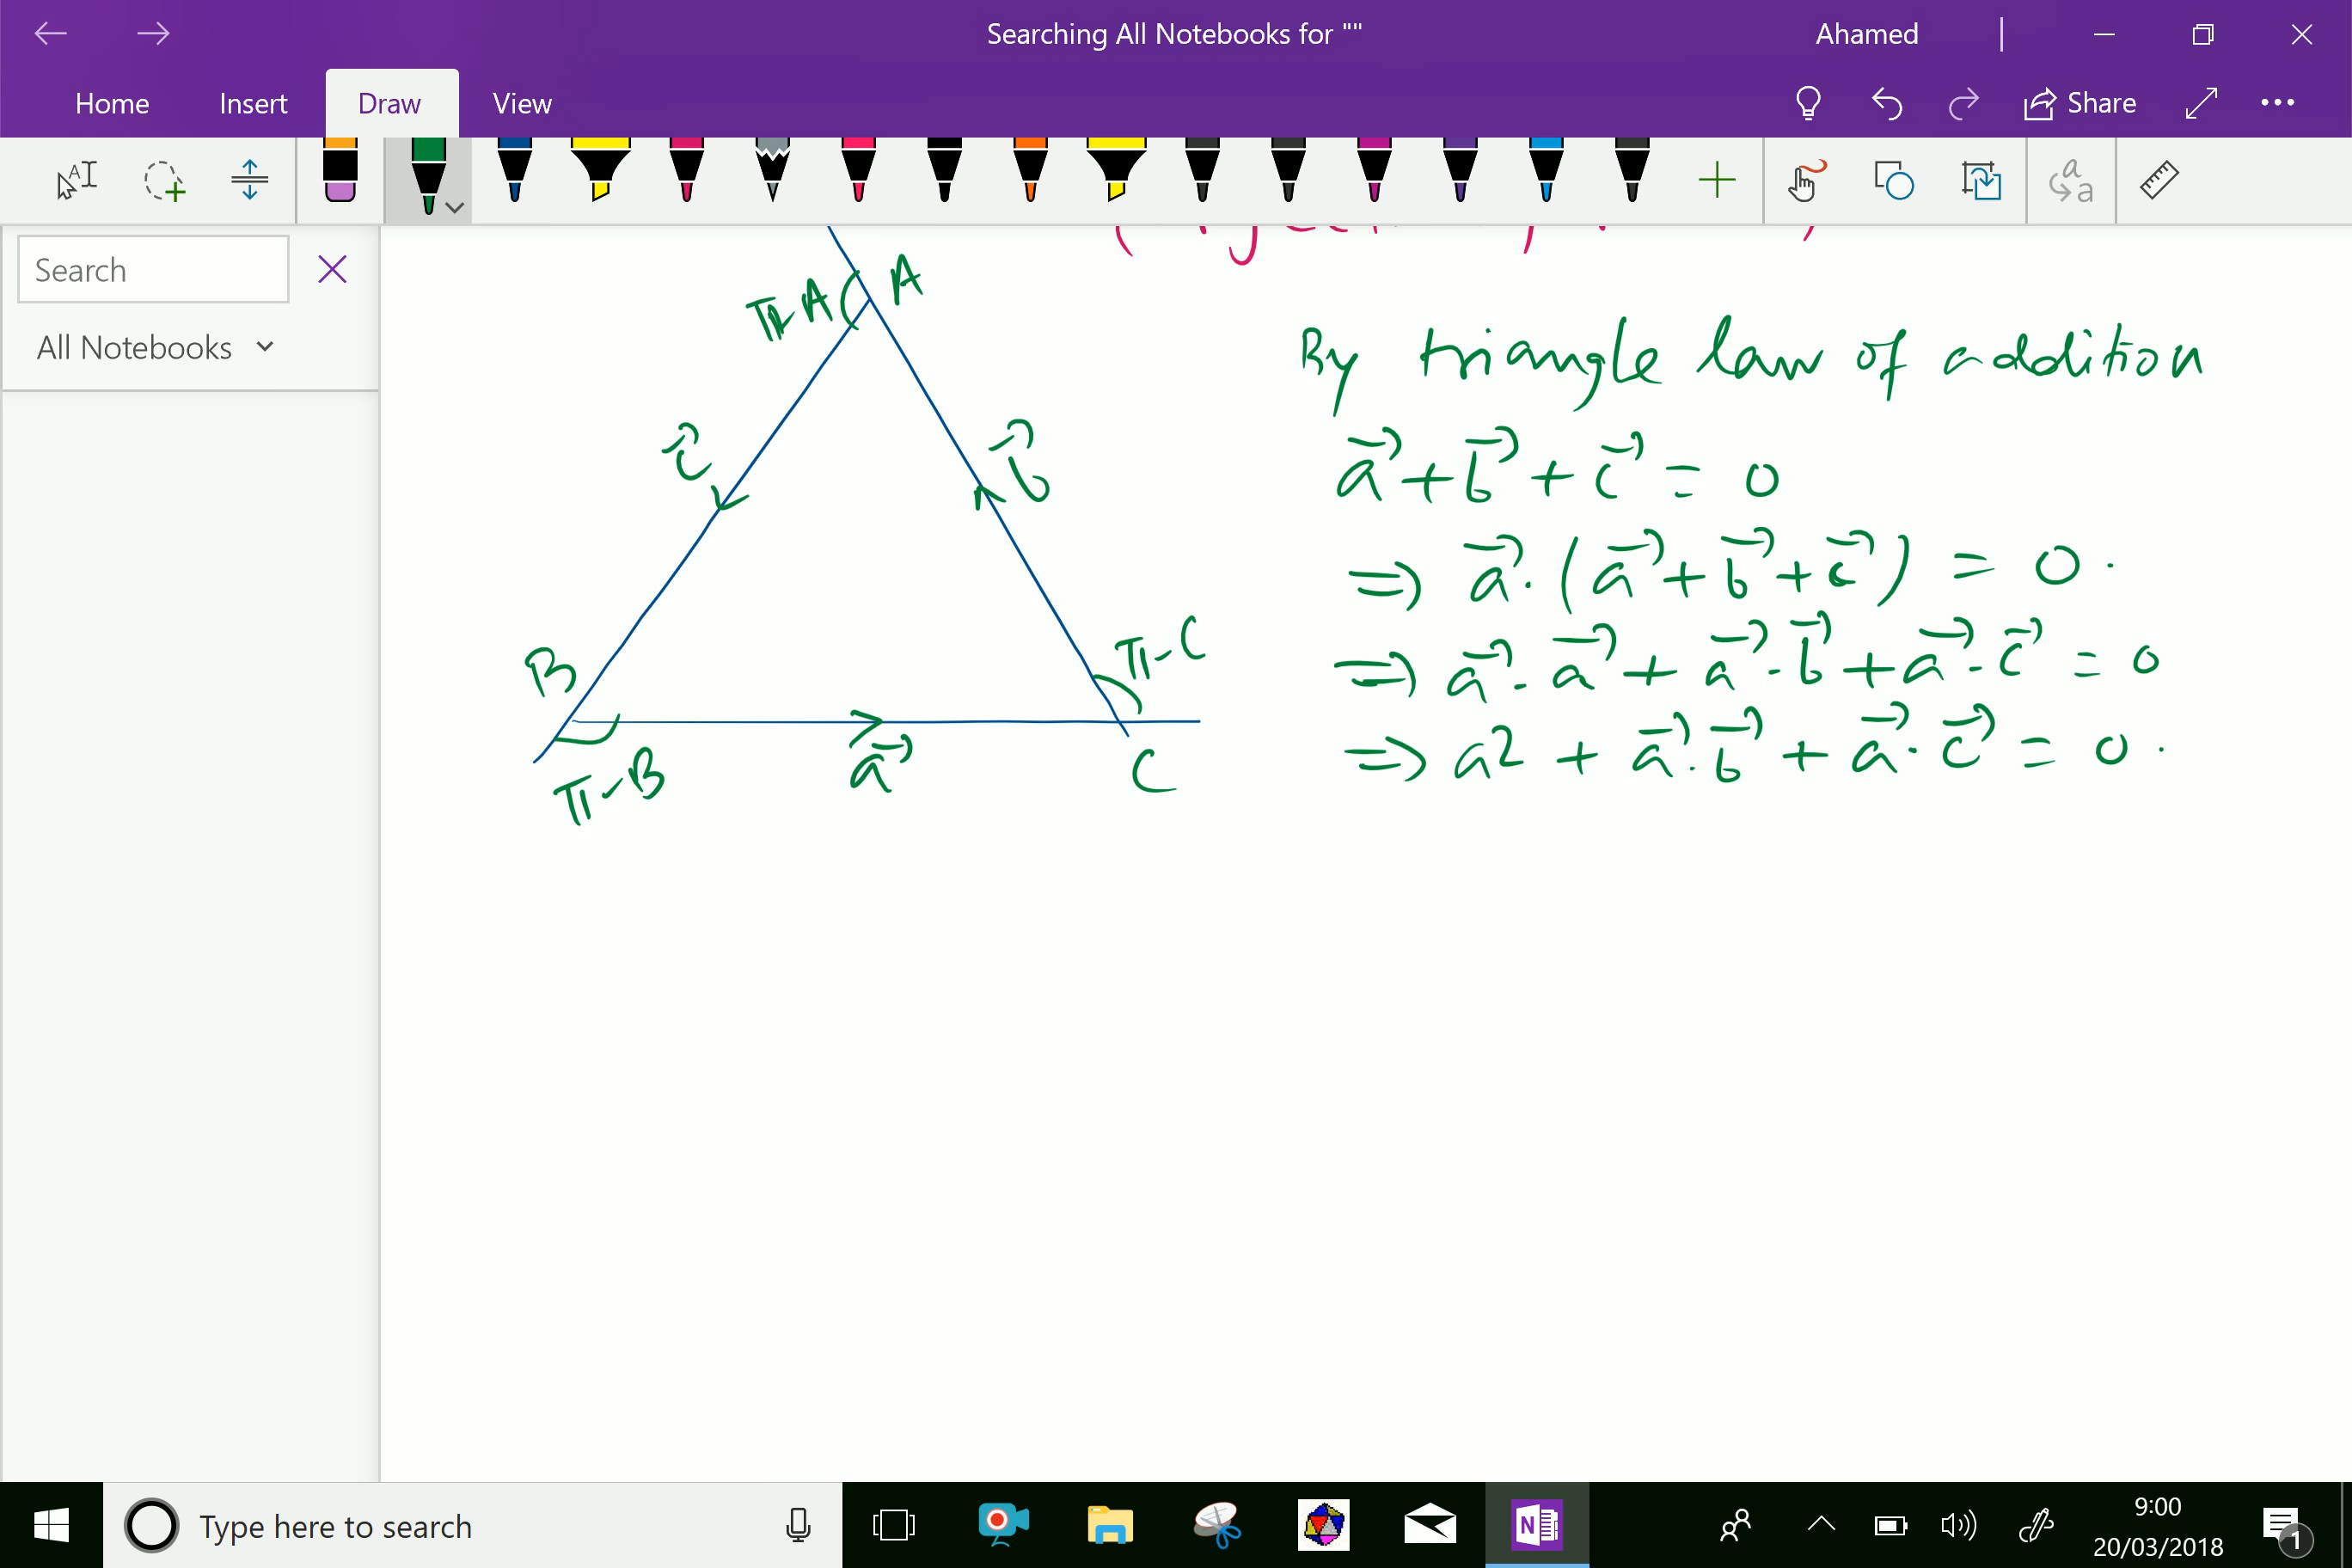 Searching All Notebooks for ""
Ahamed
Home Insert Draw View
Share
Search
All Notebooks
π-A A
By triangle law of addition
c⃗ b⃗
a⃗ + b⃗ + c⃗ = 0
⇒ a⃗ · (a⃗ + b⃗ + c⃗) = 0 .
B π-C
⇒ a⃗ · a⃗ + a⃗ · b⃗ + a⃗ · c⃗ = 0
⇒ a2 + a⃗ · b⃗ + a⃗ · c⃗ = 0 .
π-B a⃗ C
Type here to search
9:00
20/03/2018
1